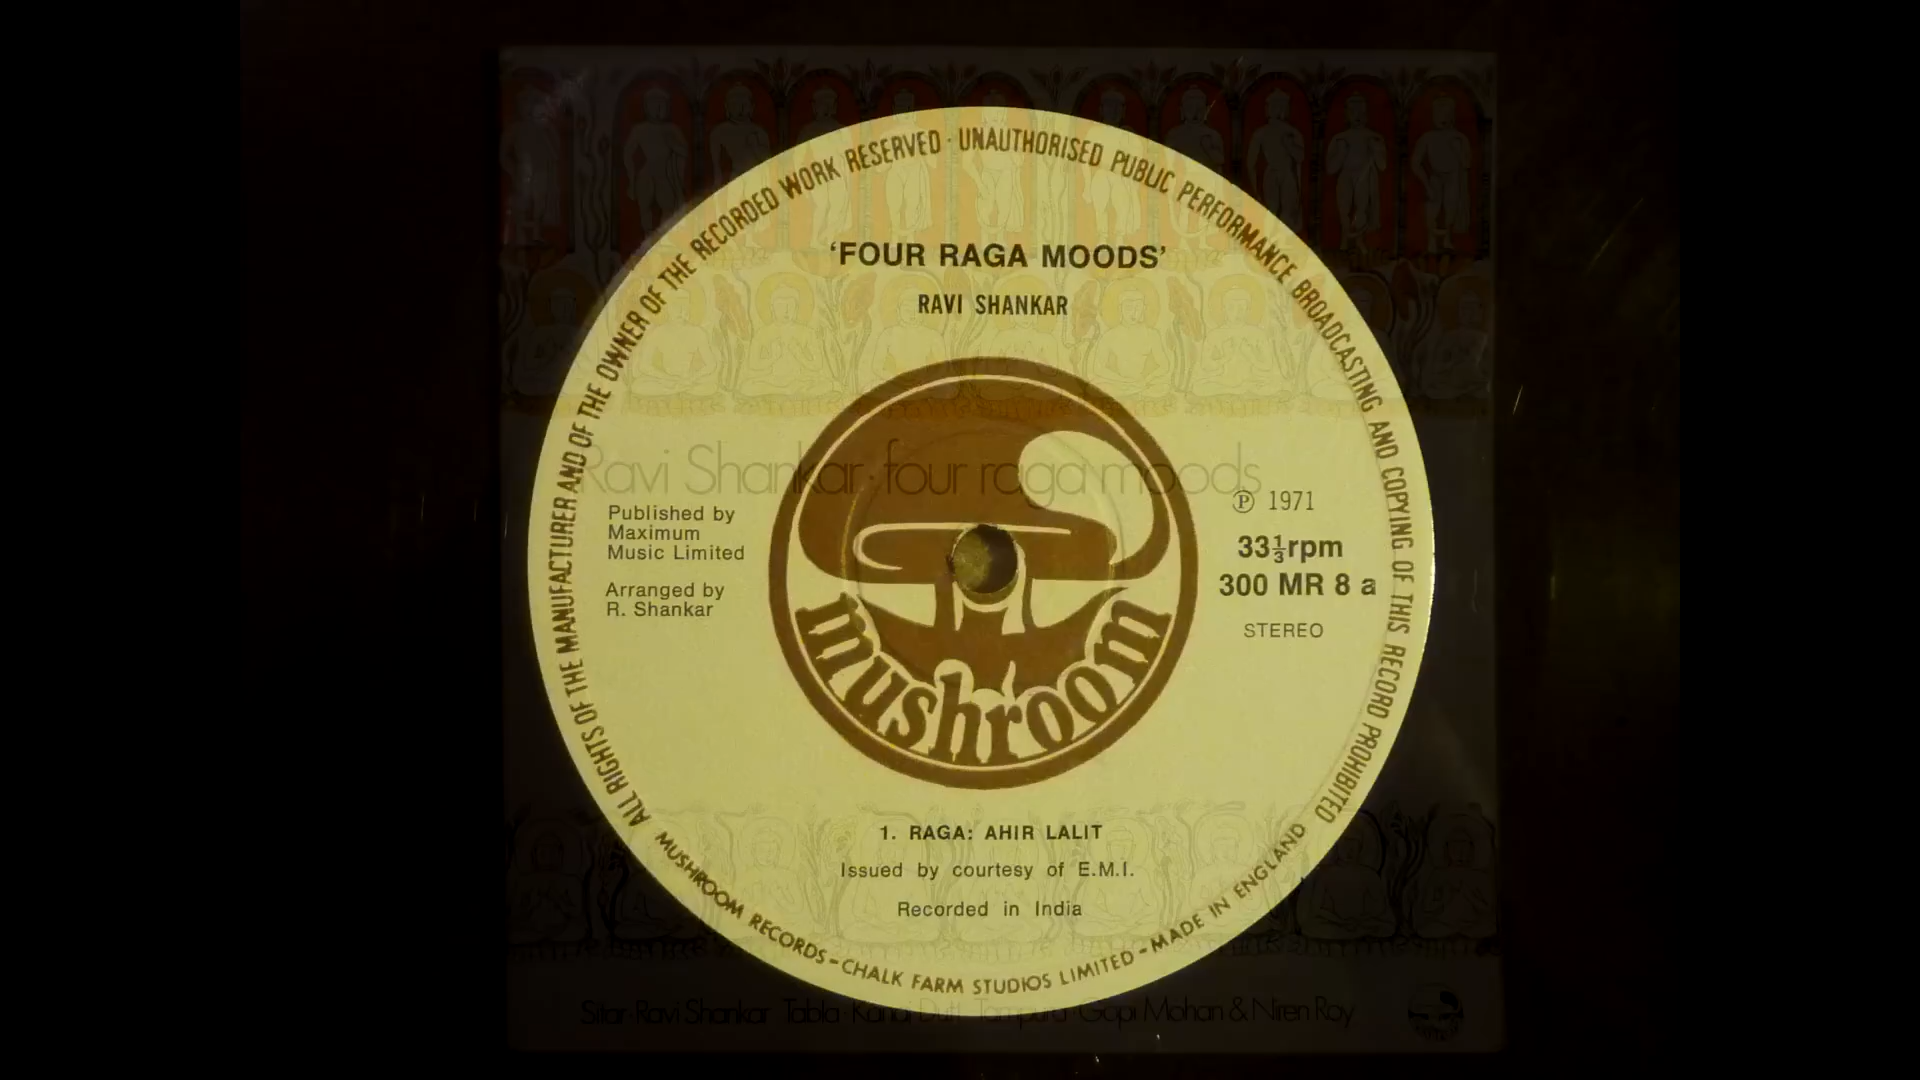 ALL RIGHTS OF THE MANUFACTURER AND OF THE OWNER OF THE RECORDED WORK RESERVED · UNAUTHORISED PUBLIC PERFORMANCE BROADCASTING AND COPYING OF THIS RECORD PROHIBITED
‘FOUR RAGA MOODS’
RAVI SHANKAR
Ravi Shankar · four raga moods
Published by
Maximum
Music Limited
Arranged by
R. Shankar
℗ 1971
33⅓rpm
300 MR 8 a
STEREO
mushroom
1. RAGA: AHIR LALIT
Issued by courtesy of E.M.I.
Recorded in India
MUSHROOM RECORDS - CHALK FARM STUDIOS LIMITED - MADE IN ENGLAND
Sitar · Ravi Shankar Tabla · Kanai Dutt Tampura · Gopi Mohan & Niren Roy